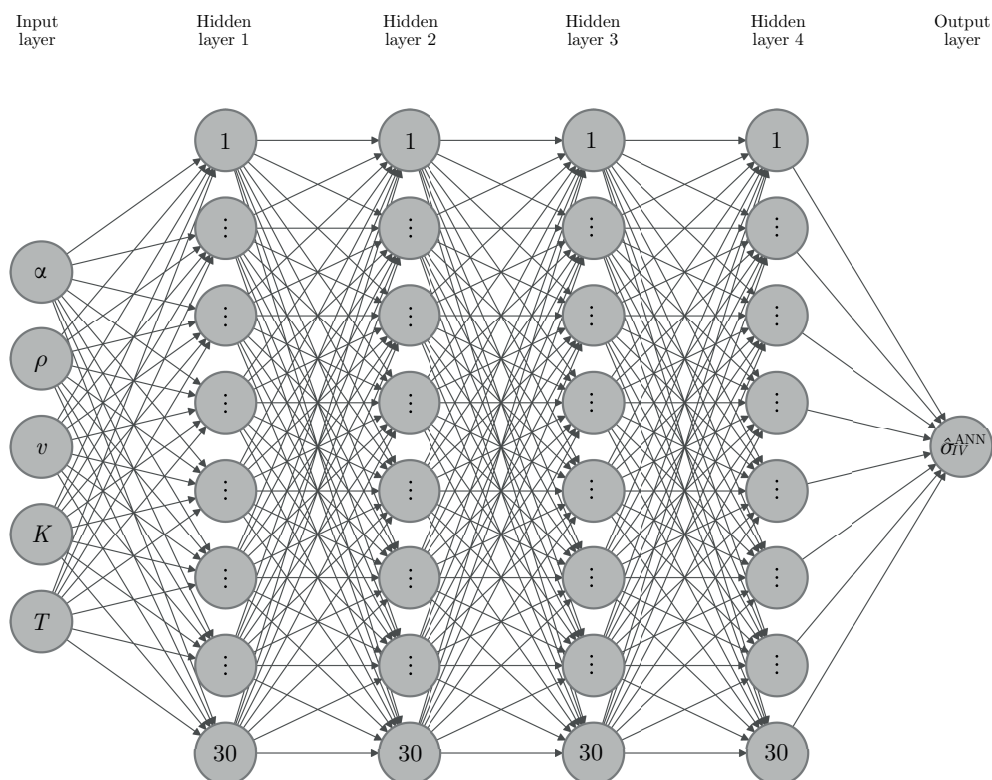 Input
layer
Hidden
layer 1
Hidden
layer 2
Hidden
layer 3
Hidden
layer 4
Output
layer
1 1 1 1
⋮ ⋮ ⋮ ⋮
α
⋮ ⋮ ⋮ ⋮
ρ
⋮ ⋮ ⋮ ⋮
v
σ̂_IV^ANN
⋮ ⋮ ⋮ ⋮
K
⋮ ⋮ ⋮ ⋮
T
⋮ ⋮ ⋮ ⋮
30 30 30 30